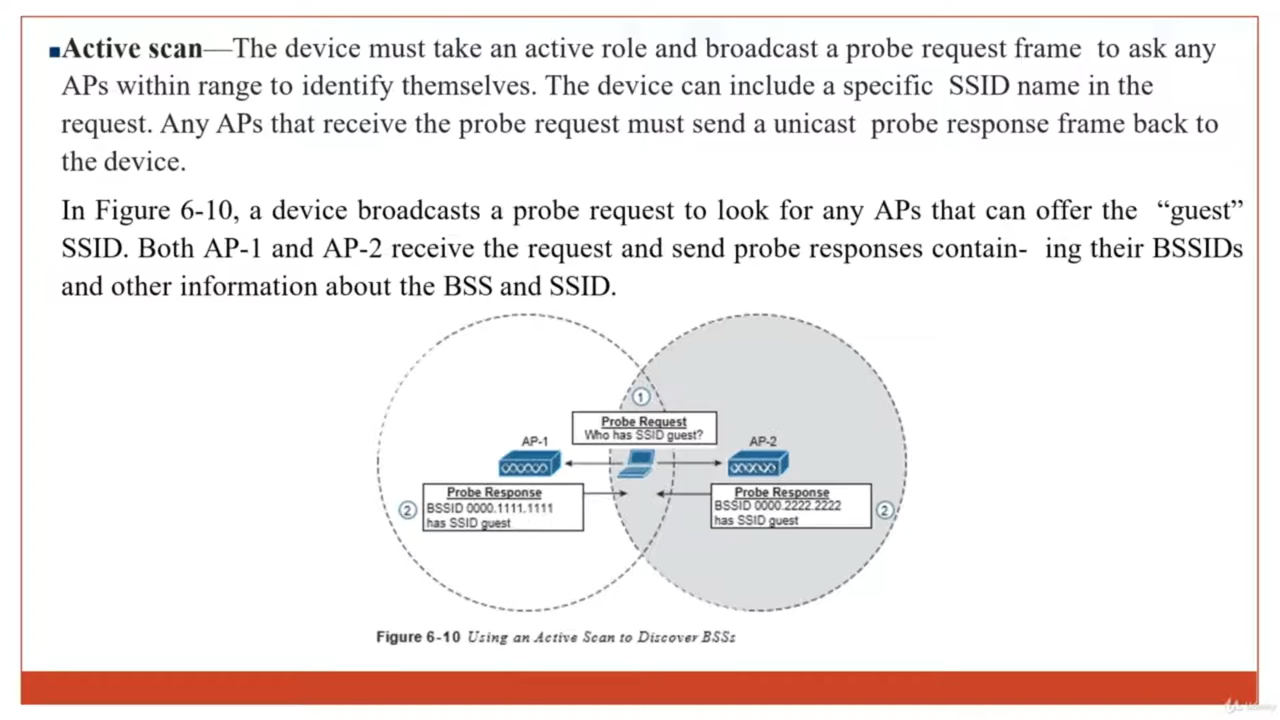 Active scan—The device must take an active role and broadcast a probe request frame to ask any
APs within range to identify themselves. The device can include a specific SSID name in the
request. Any APs that receive the probe request must send a unicast probe response frame back to
the device.
In Figure 6-10, a device broadcasts a probe request to look for any APs that can offer the “guest”
SSID. Both AP-1 and AP-2 receive the request and send probe responses contain- ing their BSSIDs
and other information about the BSS and SSID.
1
Probe Request
Who has SSID guest?
AP-1
AP-2
2
Probe Response
BSSID 0000.1111.1111
has SSID guest
Probe Response
BSSID 0000.2222.2222
has SSID guest
2
Figure 6-10 Using an Active Scan to Discover BSSs
Udemy